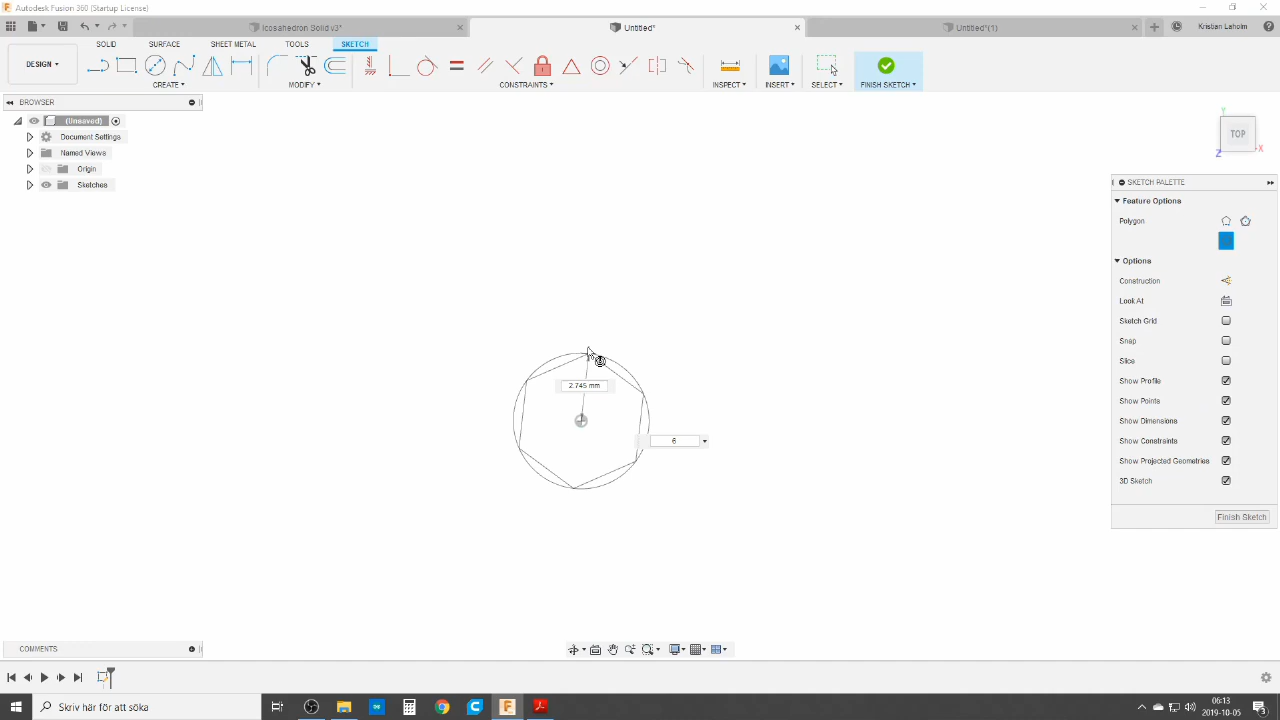 Autodesk Fusion 360 (Startup License)
Icosahedron Solid v3*
Untitled*
Untitled*(1)
Kristian Laholm
DESIGN
SOLID
SURFACE
SHEET METAL
TOOLS
SKETCH
CREATE
MODIFY
CONSTRAINTS
INSPECT
INSERT
SELECT
FINISH SKETCH
BROWSER
(Unsaved)
Document Settings
Named Views
Origin
Sketches
Y
TOP
X
Z
SKETCH PALETTE
Feature Options
Polygon
Options
Construction
Look At
Sketch Grid
Snap
Slice
Show Profile
Show Points
Show Dimensions
Show Constraints
Show Projected Geometries
3D Sketch
Finish Sketch
2.745 mm
6
COMMENTS
Skriv här för att söka
06:13
2019-10-05
3